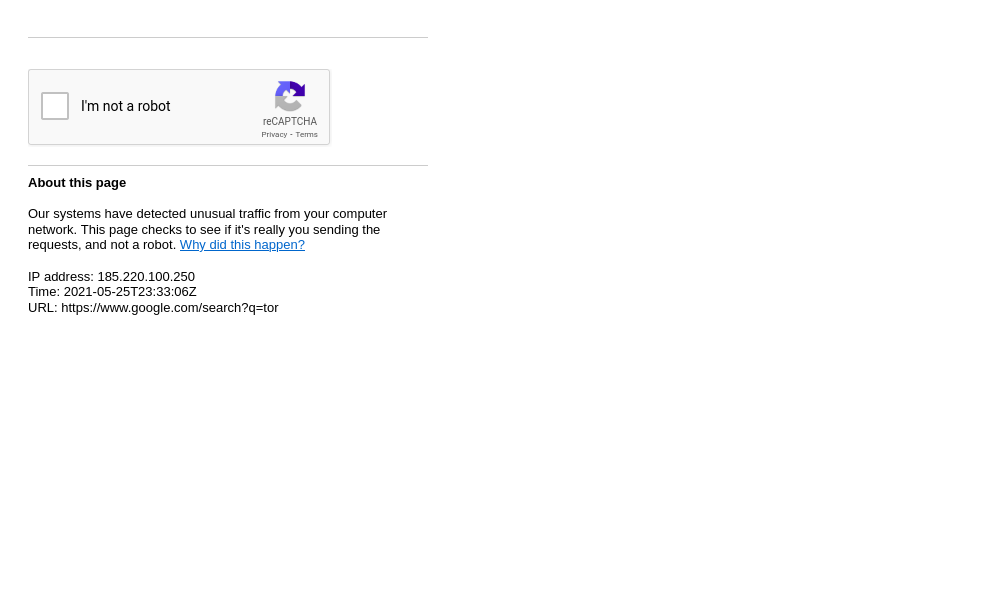 I'm not a robot
reCAPTCHA
Privacy - Terms
About this page
Our systems have detected unusual traffic from your computer
network. This page checks to see if it's really you sending the
requests, and not a robot. Why did this happen?
IP address: 185.220.100.250
Time: 2021-05-25T23:33:06Z
URL: https://www.google.com/search?q=tor